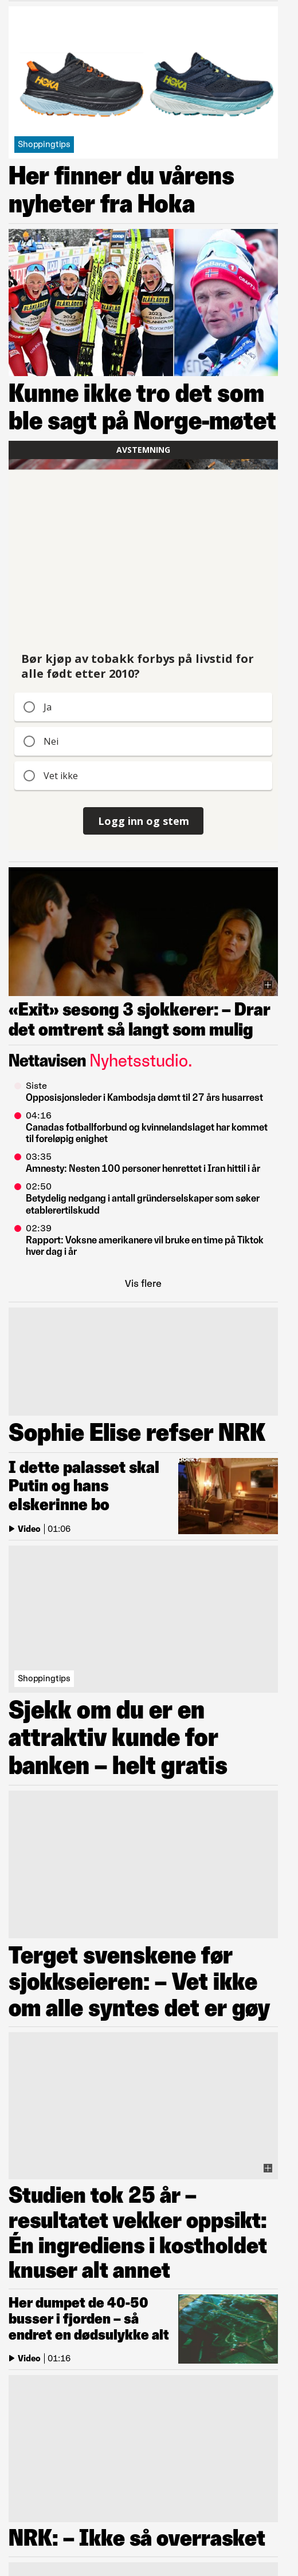 HOKA
HOKA
Shoppingtips
Her finner du vårens
nyheter fra Hoka
BLÅKLÄDER
BLÅKLÄDER
BLÅKLÄDER
2023
2023
Kunne ikke tro det som
ble sagt på Norge-møtet
AVSTEMNING
Bør kjøp av tobakk forbys på livstid for
alle født etter 2010?
Ja
Nei
Vet ikke
Logg inn og stem
«Exit» sesong 3 sjokkerer: – Drar
det omtrent så langt som mulig
Nettavisen Nyhetsstudio.
Siste
Opposisjonsleder i Kambodsja dømt til 27 års husarrest
04:16
Canadas fotballforbund og kvinnelandslaget har kommet
til foreløpig enighet
03:35
Amnesty: Nesten 100 personer henrettet i Iran hittil i år
02:50
Betydelig nedgang i antall gründerselskaper som søker
etablerertilskudd
02:39
Rapport: Voksne amerikanere vil bruke en time på Tiktok
hver dag i år
Vis flere
Sophie Elise refser NRK
I dette palasset skal
Putin og hans
elskerinne bo
Video | 01:06
Shoppingtips
Sjekk om du er en
attraktiv kunde for
banken – helt gratis
Terget svenskene før
sjokkseieren: – Vet ikke
om alle syntes det er gøy
Studien tok 25 år –
resultatet vekker oppsikt:
Én ingrediens i kostholdet
knuser alt annet
Her dumpet de 40-50
busser i fjorden – så
endret en dødsulykke alt
Video | 01:16
NRK: – Ikke så overrasket